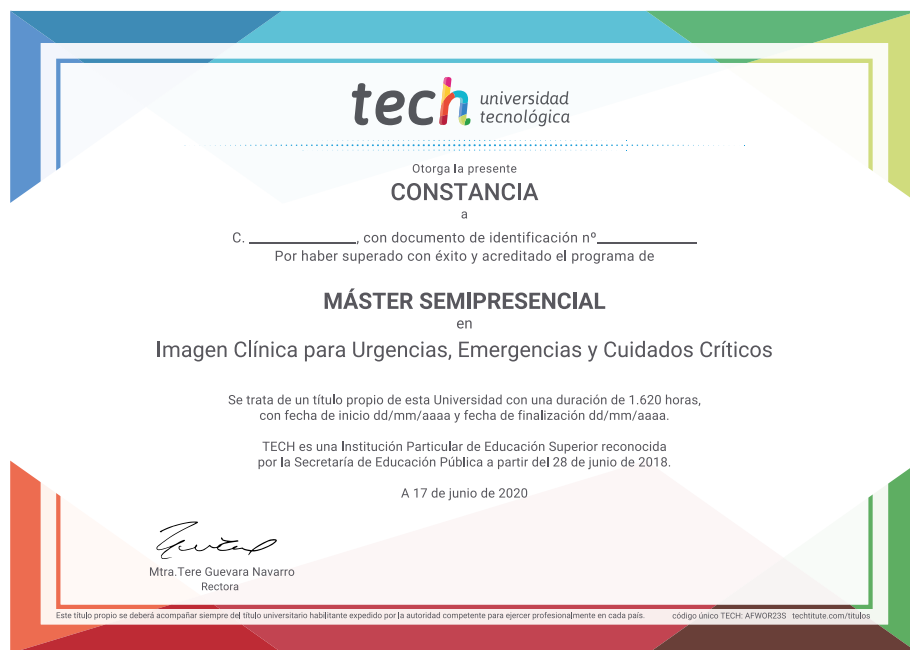 tech universidad
tecnológica
Otorga la presente
CONSTANCIA
a
C. ____________, con documento de identificación nº____________
Por haber superado con éxito y acreditado el programa de
MÁSTER SEMIPRESENCIAL
en
Imagen Clínica para Urgencias, Emergencias y Cuidados Críticos
Se trata de un título propio de esta Universidad con una duración de 1.620 horas,
con fecha de inicio dd/mm/aaaa y fecha de finalización dd/mm/aaaa.
TECH es una Institución Particular de Educación Superior reconocida
por la Secretaría de Educación Pública a partir del 28 de junio de 2018.
A 17 de junio de 2020
Mtra.Tere Guevara Navarro
Rectora
Este título propio se deberá acompañar siempre del título universitario habilitante expedido por la autoridad competente para ejercer profesionalmente en cada país. código único TECH: AFWOR23S techtitute.com/titulos